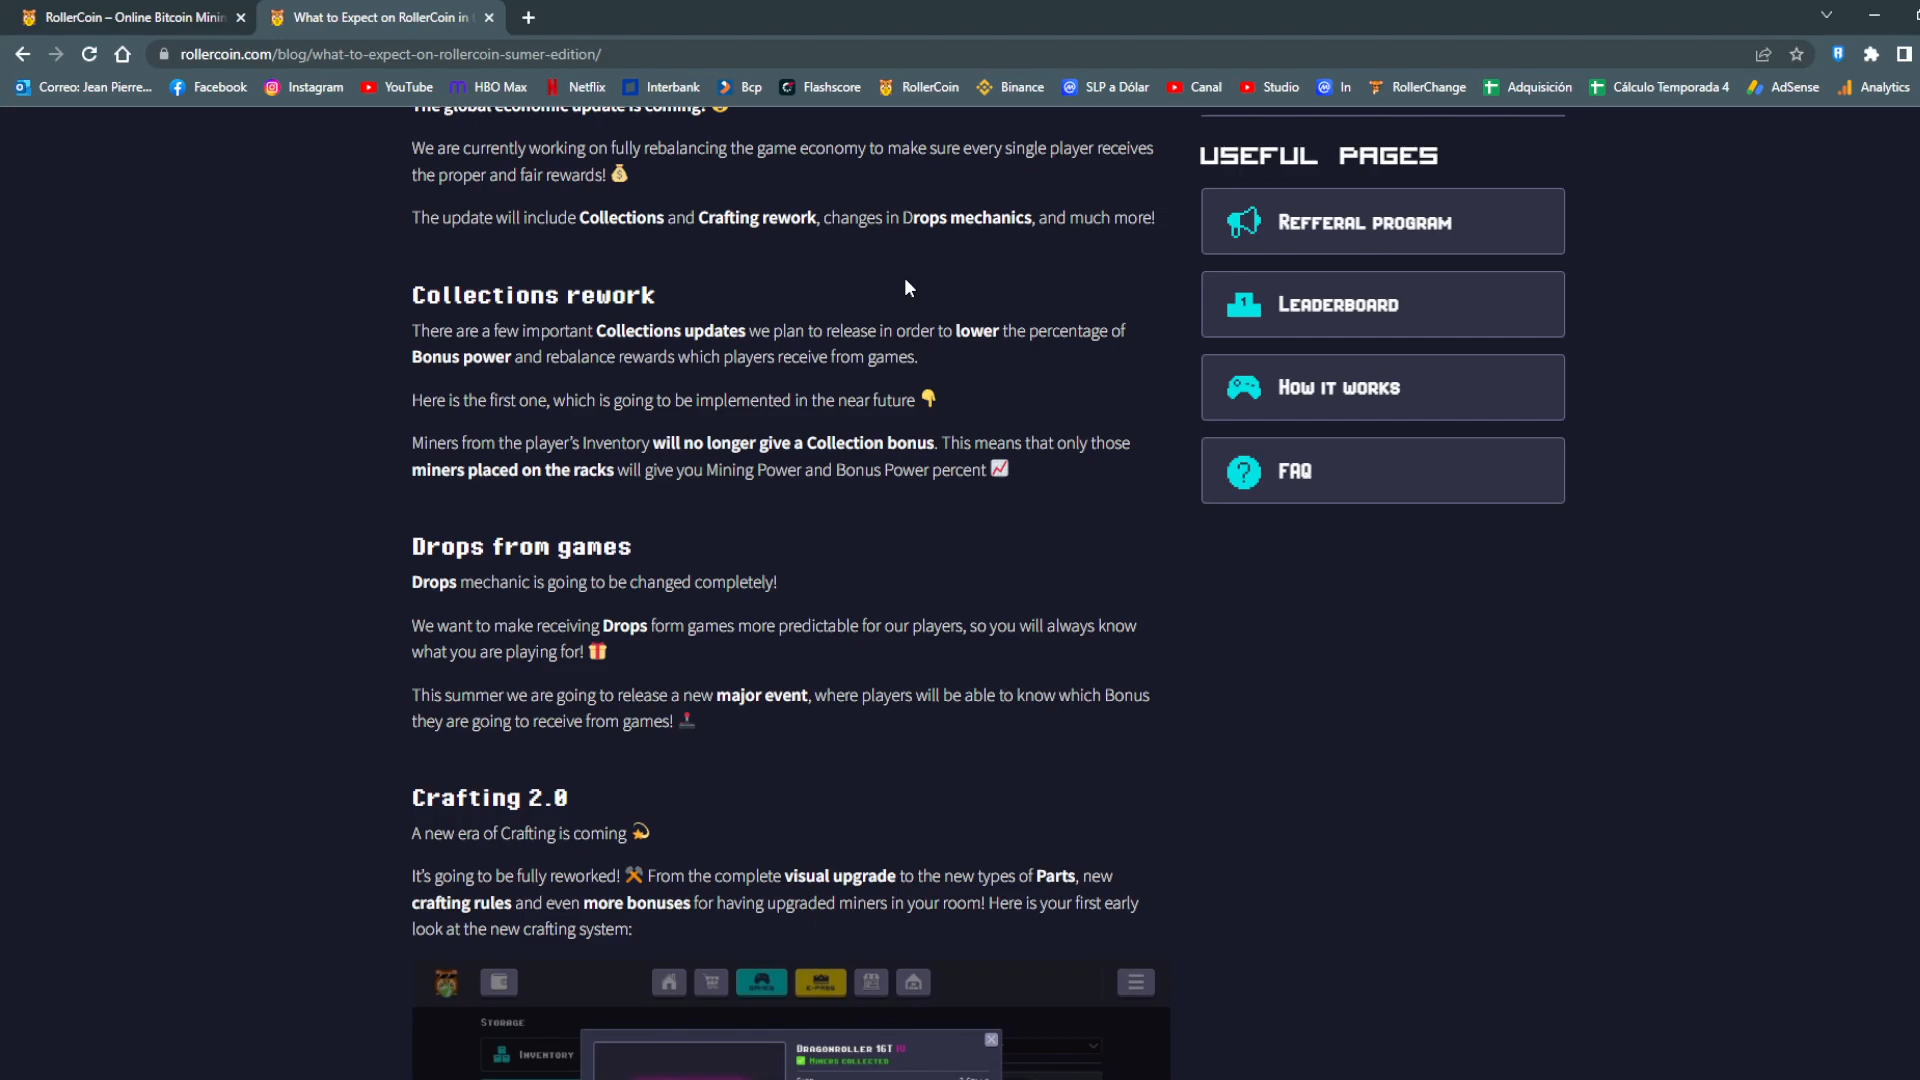 RollerCoin – Online Bitcoin Minin
What to Expect on RollerCoin in
rollercoin.com/blog/what-to-expect-on-rollercoin-sumer-edition/
Correo: Jean Pierre... Facebook Instagram YouTube HBO Max Netflix Interbank Bcp Flashscore RollerCoin Binance SLP a Dólar Canal Studio In RollerChange Adquisición Cálculo Temporada 4 AdSense Analytics
The global economic update is coming!
We are currently working on fully rebalancing the game economy to make sure every single player receives
the proper and fair rewards!
The update will include Collections and Crafting rework, changes in Drops mechanics, and much more!
Collections rework
There are a few important Collections updates we plan to release in order to lower the percentage of
Bonus power and rebalance rewards which players receive from games.
Here is the first one, which is going to be implemented in the near future
Miners from the player's Inventory will no longer give a Collection bonus. This means that only those
miners placed on the racks will give you Mining Power and Bonus Power percent
Drops from games
Drops mechanic is going to be changed completely!
We want to make receiving Drops form games more predictable for our players, so you will always know
what you are playing for!
This summer we are going to release a new major event, where players will be able to know which Bonus
they are going to receive from games!
Crafting 2.0
A new era of Crafting is coming
It's going to be fully reworked! From the complete visual upgrade to the new types of Parts, new
crafting rules and even more bonuses for having upgraded miners in your room! Here is your first early
look at the new crafting system:
GAMES
E-PASS
STORAGE
INVENTORY
DRAGONROLLER 16T IV
MINERS COLLECTED
USEFUL PAGES
REFFERAL PROGRAM
1
LEADERBOARD
HOW IT WORKS
?
FAQ